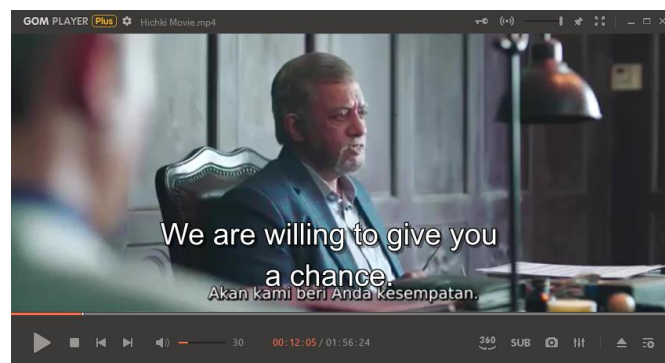 GOM PLAYER Plus Hichki Movie.mp4
We are willing to give you
a chance.
Akan kami beri Anda kesempatan.
30 00:12:05 / 01:56:24 360 SUB